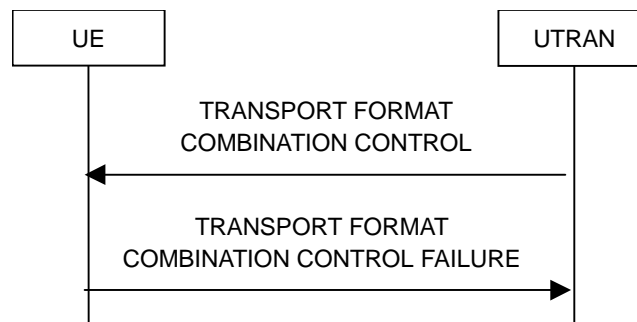 UE
UTRAN
TRANSPORT FORMAT
COMBINATION CONTROL
TRANSPORT FORMAT
COMBINATION CONTROL FAILURE